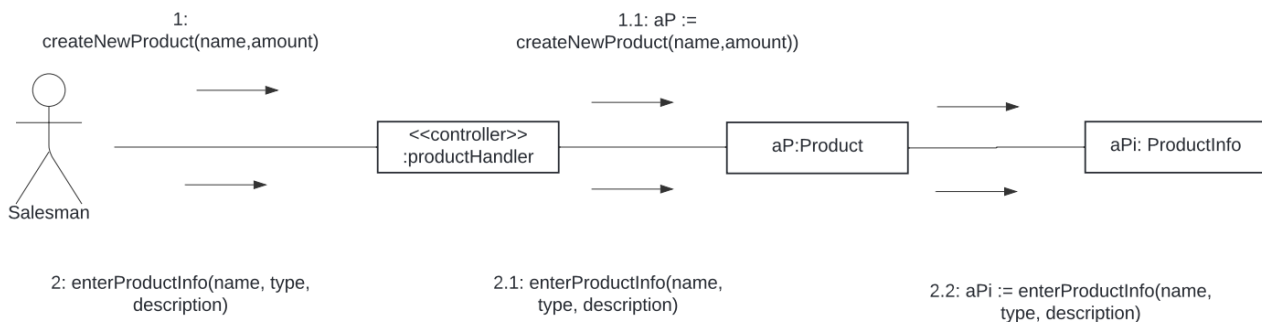 1:
createNewProduct(name,amount)
1.1: aP :=
createNewProduct(name,amount))
<<controller>>
:productHandler
aP:Product
aPi: ProductInfo
Salesman
2: enterProductInfo(name, type,
description)
2.1: enterProductInfo(name,
type, description)
2.2: aPi := enterProductInfo(name,
type, description)